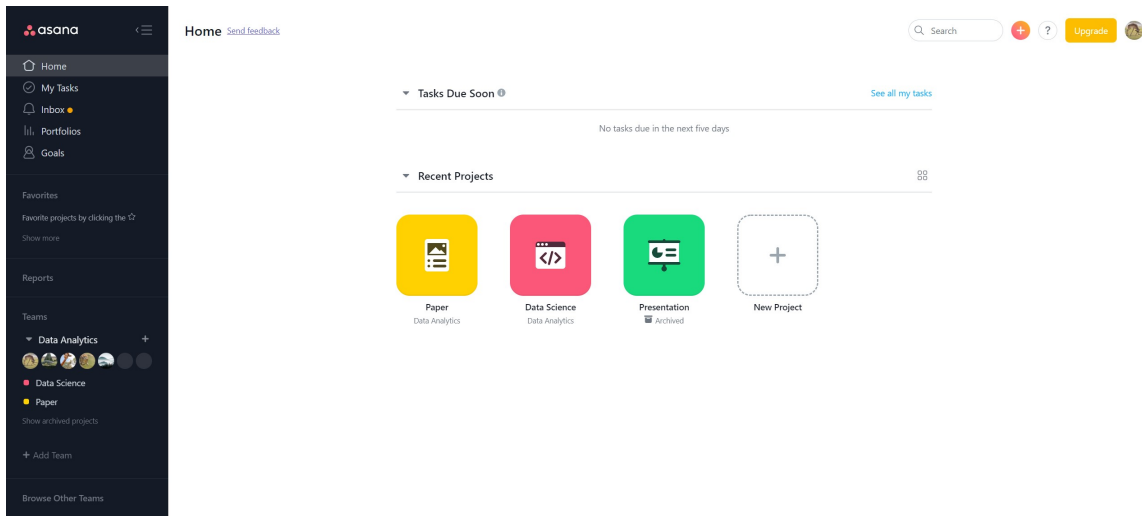 asana
Home
My Tasks
Inbox
Portfolios
Goals
Favorites
Favorite projects by clicking the
Show more
Reports
Teams
Data Analytics
Data Science
Paper
Show archived projects
+ Add Team
Browse Other Teams
Home Send feedback
Search
+
?
Upgrade
Tasks Due Soon
See all my tasks
No tasks due in the next five days
Recent Projects
Paper
Data Analytics
Data Science
Data Analytics
Presentation
Archived
New Project